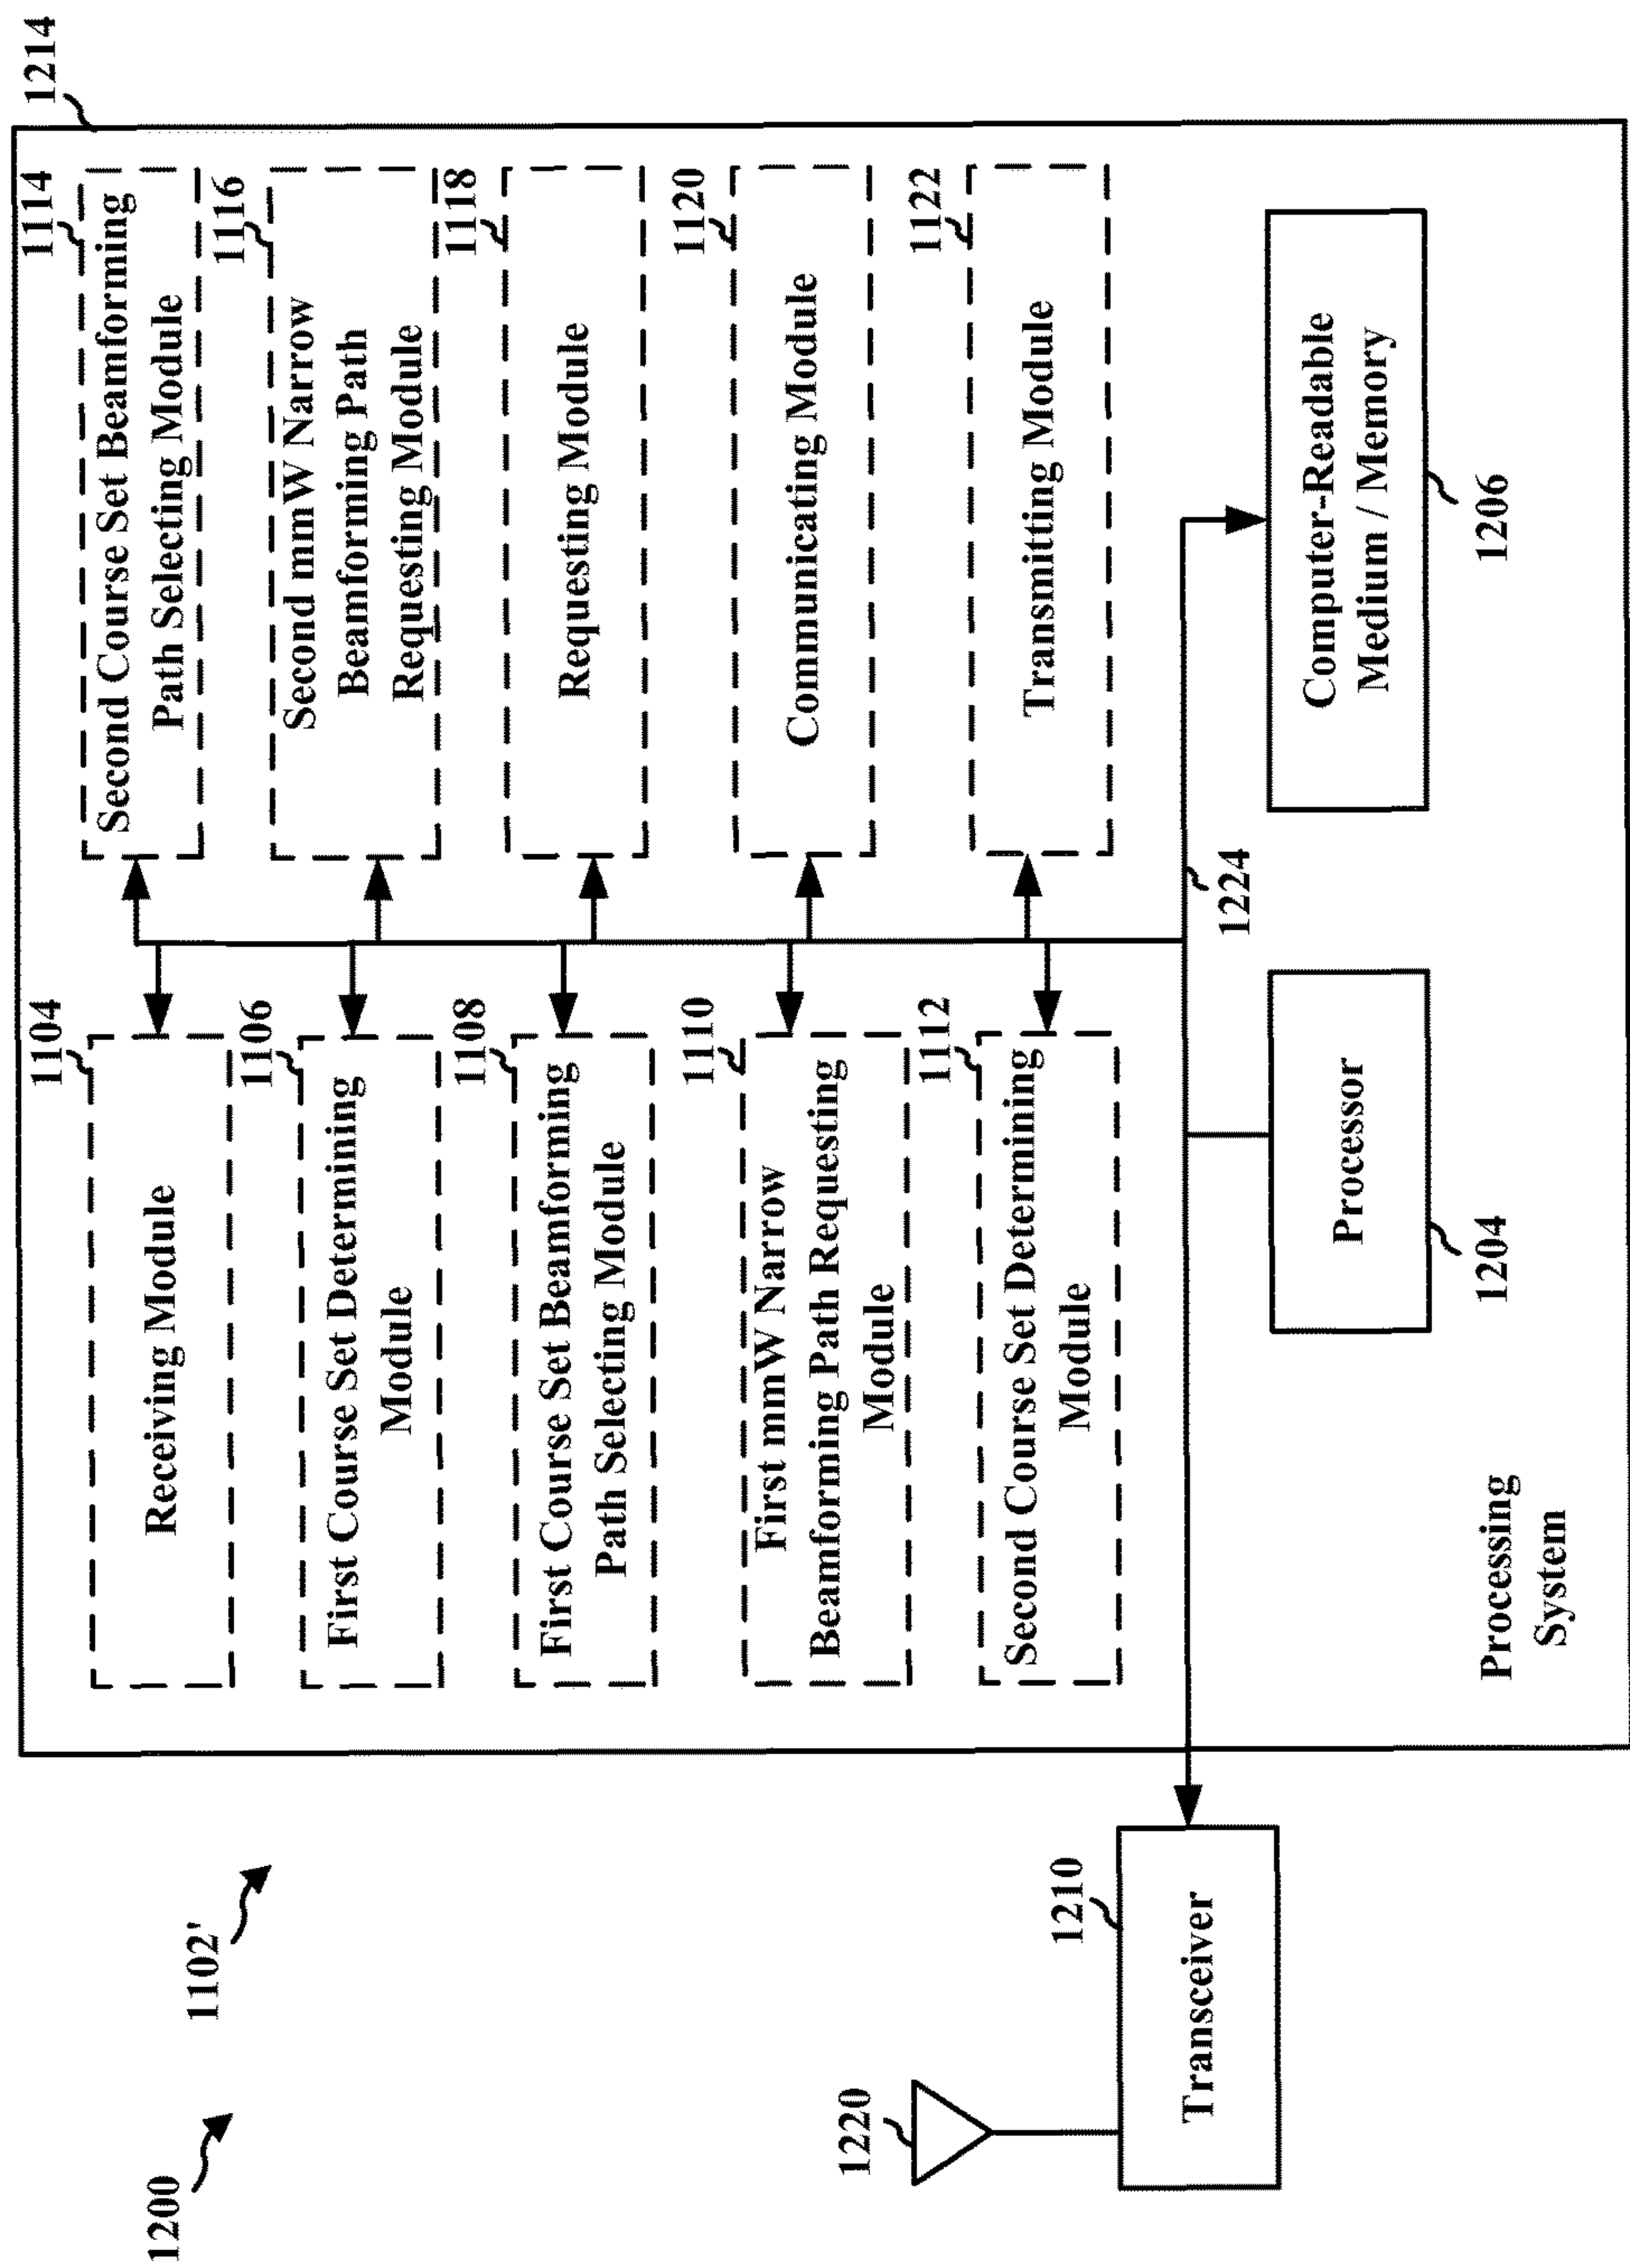 1200
1102'
1214
1104
Receiving Module
1106
First Course Set Determining
Module
1108
First Course Set Beamforming
Path Selecting Module
1110
First mmW Narrow
Beamforming Path Requesting
Module
1112
Second Course Set Determining
Module
1114
Second Course Set Beamforming
Path Selecting Module
1116
Second mmW Narrow
Beamforming Path
Requesting Module
1118
Requesting Module
1120
Communicating Module
1122
Transmitting Module
1220
1210
Transceiver
1224
Processor
1204
Computer-Readable
Medium / Memory
1206
Processing
System